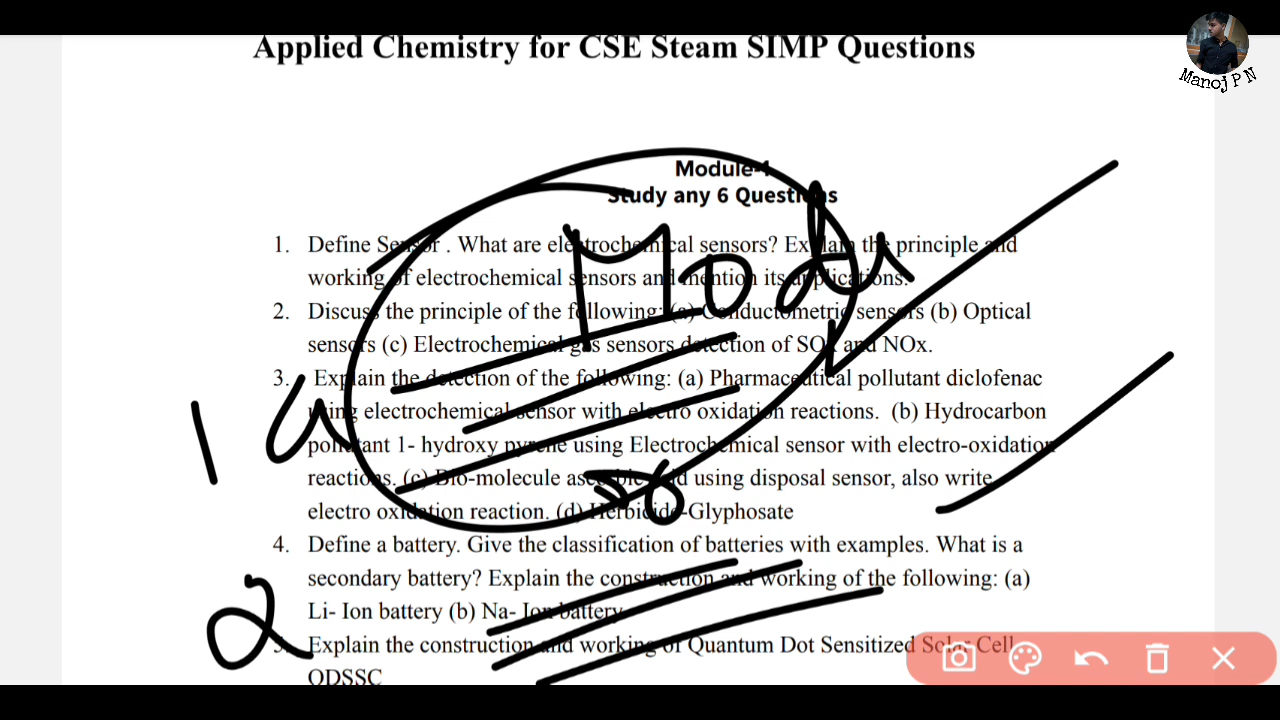 Applied Chemistry for CSE Steam SIMP Questions
Manoj P N
Module-1
Study any 6 Questions
1. Define Sensor . What are electrochemical sensors? Explain the principle and
working of electrochemical sensors and mention its applications.
2. Discuss the principle of the following: (a) Conductometric sensors (b) Optical
sensors (c) Electrochemical gas sensors detection of SOx and NOx.
3. Explain the detection of the following: (a) Pharmaceutical pollutant diclofenac
using electrochemical sensor with electro oxidation reactions. (b) Hydrocarbon
pollutant 1- hydroxy pyrene using Electrochemical sensor with electro-oxidation
reactions. (c) Bio-molecule ascorbic acid using disposal sensor, also write
electro oxidation reaction. (d) Herbicide-Glyphosate
4. Define a battery. Give the classification of batteries with examples. What is a
secondary battery? Explain the construction and working of the following: (a)
Li- Ion battery (b) Na- Ion battery
5. Explain the construction and working of Quantum Dot Sensitized Solar Cell
QDSSC
1 a
2